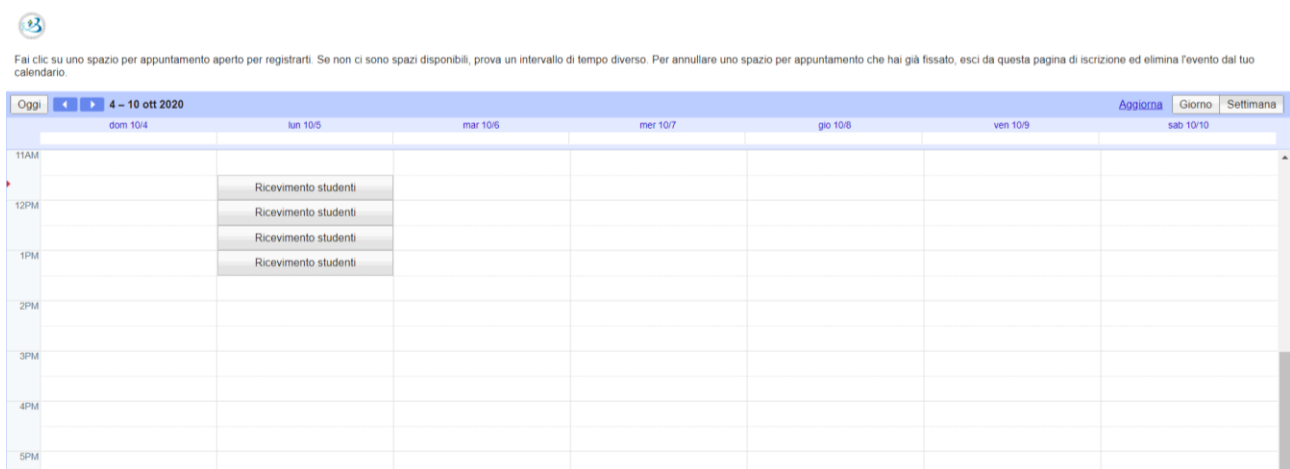 Fai clic su uno spazio per appuntamento aperto per registrarti. Se non ci sono spazi disponibili, prova un intervallo di tempo diverso. Per annullare uno spazio per appuntamento che hai già fissato, esci da questa pagina di iscrizione ed elimina l'evento dal tuo
calendario.
Oggi 4 – 10 ott 2020 Aggiorna Giorno Settimana
dom 10/4 lun 10/5 mar 10/6 mer 10/7 gio 10/8 ven 10/9 sab 10/10
11AM
Ricevimento studenti
12PM
Ricevimento studenti
Ricevimento studenti
1PM
Ricevimento studenti
2PM
3PM
4PM
5PM